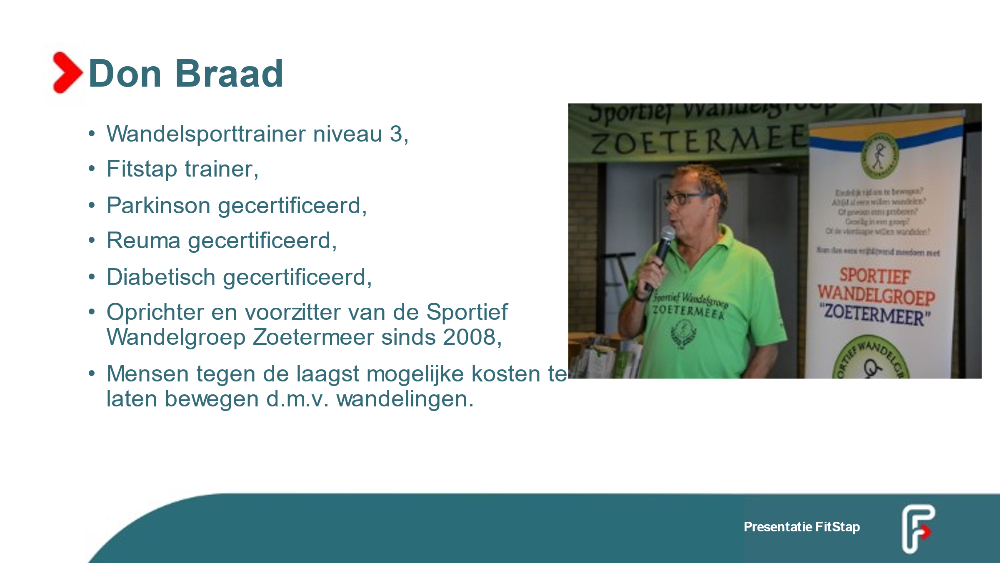 Don Braad
• Wandelsporttrainer niveau 3,
• Fitstap trainer,
• Parkinson gecertificeerd,
• Reuma gecertificeerd,
• Diabetisch gecertificeerd,
• Oprichter en voorzitter van de Sportief
Wandelgroep Zoetermeer sinds 2008,
• Mensen tegen de laagst mogelijke kosten te
laten bewegen d.m.v. wandelingen.
Sportief Wandelgroep
ZOETERMEE
Eindelijk tijd om te bewegen?
Altijd al eens willen wandelen?
Of gewoon eens proberen?
Gezellig in een groep?
Of de vierdaagse willen wandelen?
Kom dan eens vrijblijvend meedoen met
SPORTIEF
WANDELGROEP
"ZOETERMEER"
Sportief Wandelgroep
ZOETERMEER
ORTIEF WANDELGR
Presentatie FitStap